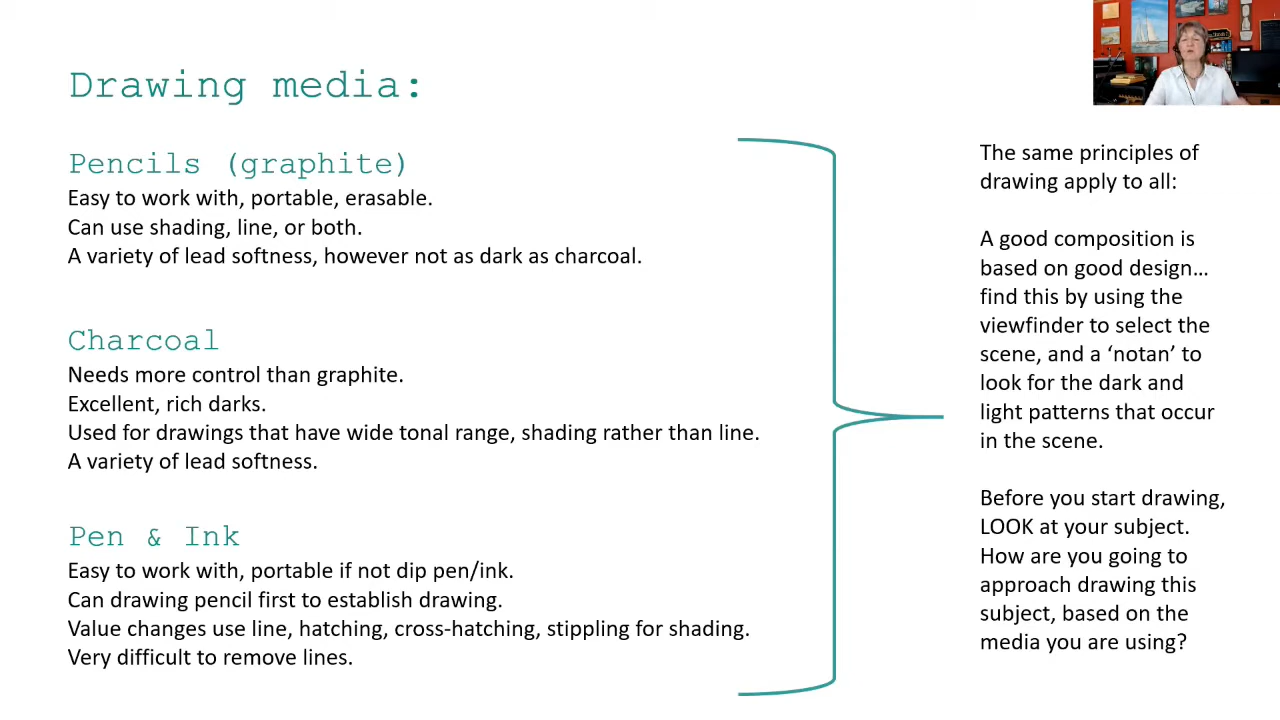 Drawing media:
Pencils (graphite)
Easy to work with, portable, erasable.
Can use shading, line, or both.
A variety of lead softness, however not as dark as charcoal.
Charcoal
Needs more control than graphite.
Excellent, rich darks.
Used for drawings that have wide tonal range, shading rather than line.
A variety of lead softness.
Pen & Ink
Easy to work with, portable if not dip pen/ink.
Can drawing pencil first to establish drawing.
Value changes use line, hatching, cross-hatching, stippling for shading.
Very difficult to remove lines.
The same principles of
drawing apply to all:
A good composition is
based on good design…
find this by using the
viewfinder to select the
scene, and a ‘notan’ to
look for the dark and
light patterns that occur
in the scene.
Before you start drawing,
LOOK at your subject.
How are you going to
approach drawing this
subject, based on the
media you are using?